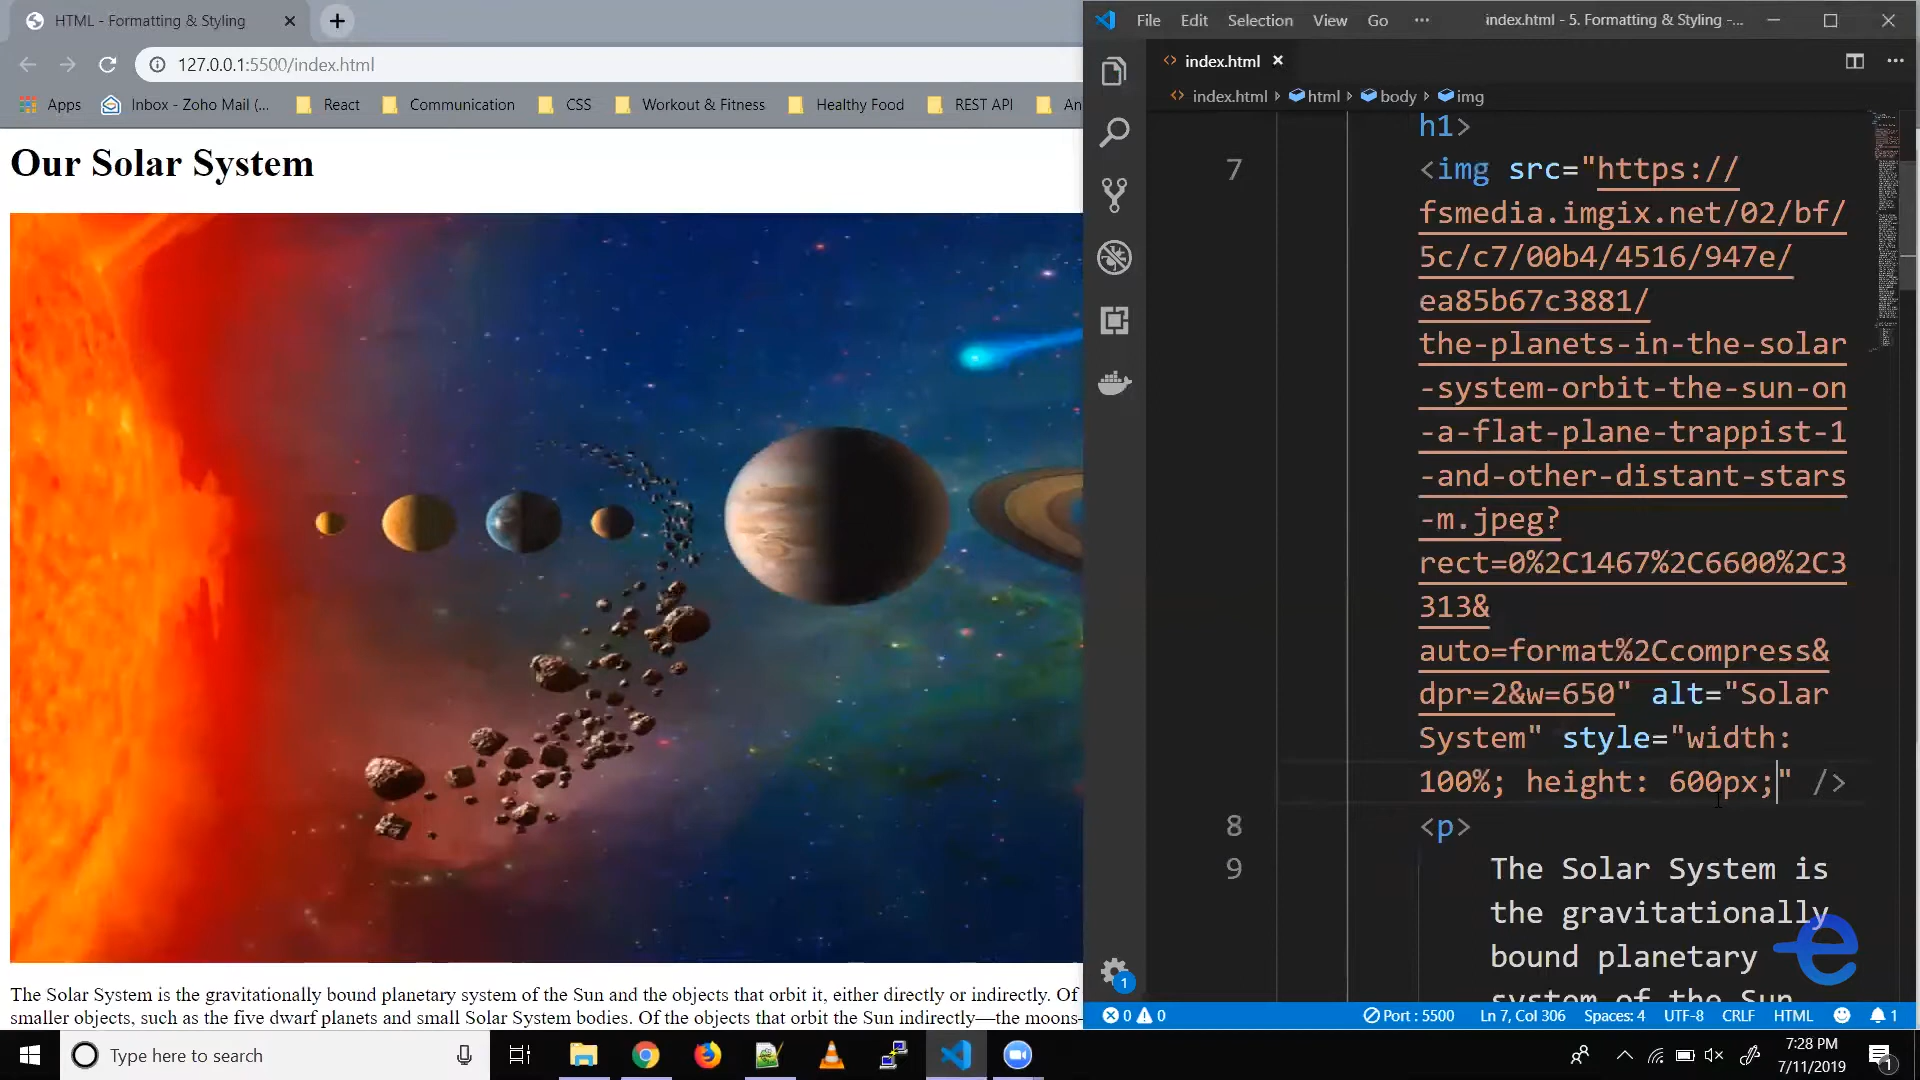 HTML - Formatting & Styling
127.0.0.1:5500/index.html
Apps
Inbox - Zoho Mail (...
React
Communication
CSS
Workout & Fitness
Healthy Food
REST API
An
Our Solar System
The Solar System is the gravitationally bound planetary system of the Sun and the objects that orbit it, either directly or indirectly. Of
smaller objects, such as the five dwarf planets and small Solar System bodies. Of the objects that orbit the Sun indirectly—the moons-
File Edit Selection View Go ··· index.html - 5. Formatting & Styling -...
<> index.html
<> index.html > html > body > img
h1>
7 <img src="https://
fsmedia.imgix.net/02/bf/
5c/c7/00b4/4516/947e/
ea85b67c3881/
the-planets-in-the-solar
-system-orbit-the-sun-on
-a-flat-plane-trappist-1
-and-other-distant-stars
-m.jpeg?
rect=0%2C1467%2C6600%2C3
313&
auto=format%2Ccompress&
dpr=2&w=650" alt="Solar
System" style="width:
100%; height: 600px;" />
8 <p>
9 The Solar System is
the gravitationally
bound planetary
system of the Sun
e
1
0 0 Port : 5500 Ln 7, Col 306 Spaces: 4 UTF-8 CRLF HTML 1
Type here to search
7:28 PM
7/11/2019
1